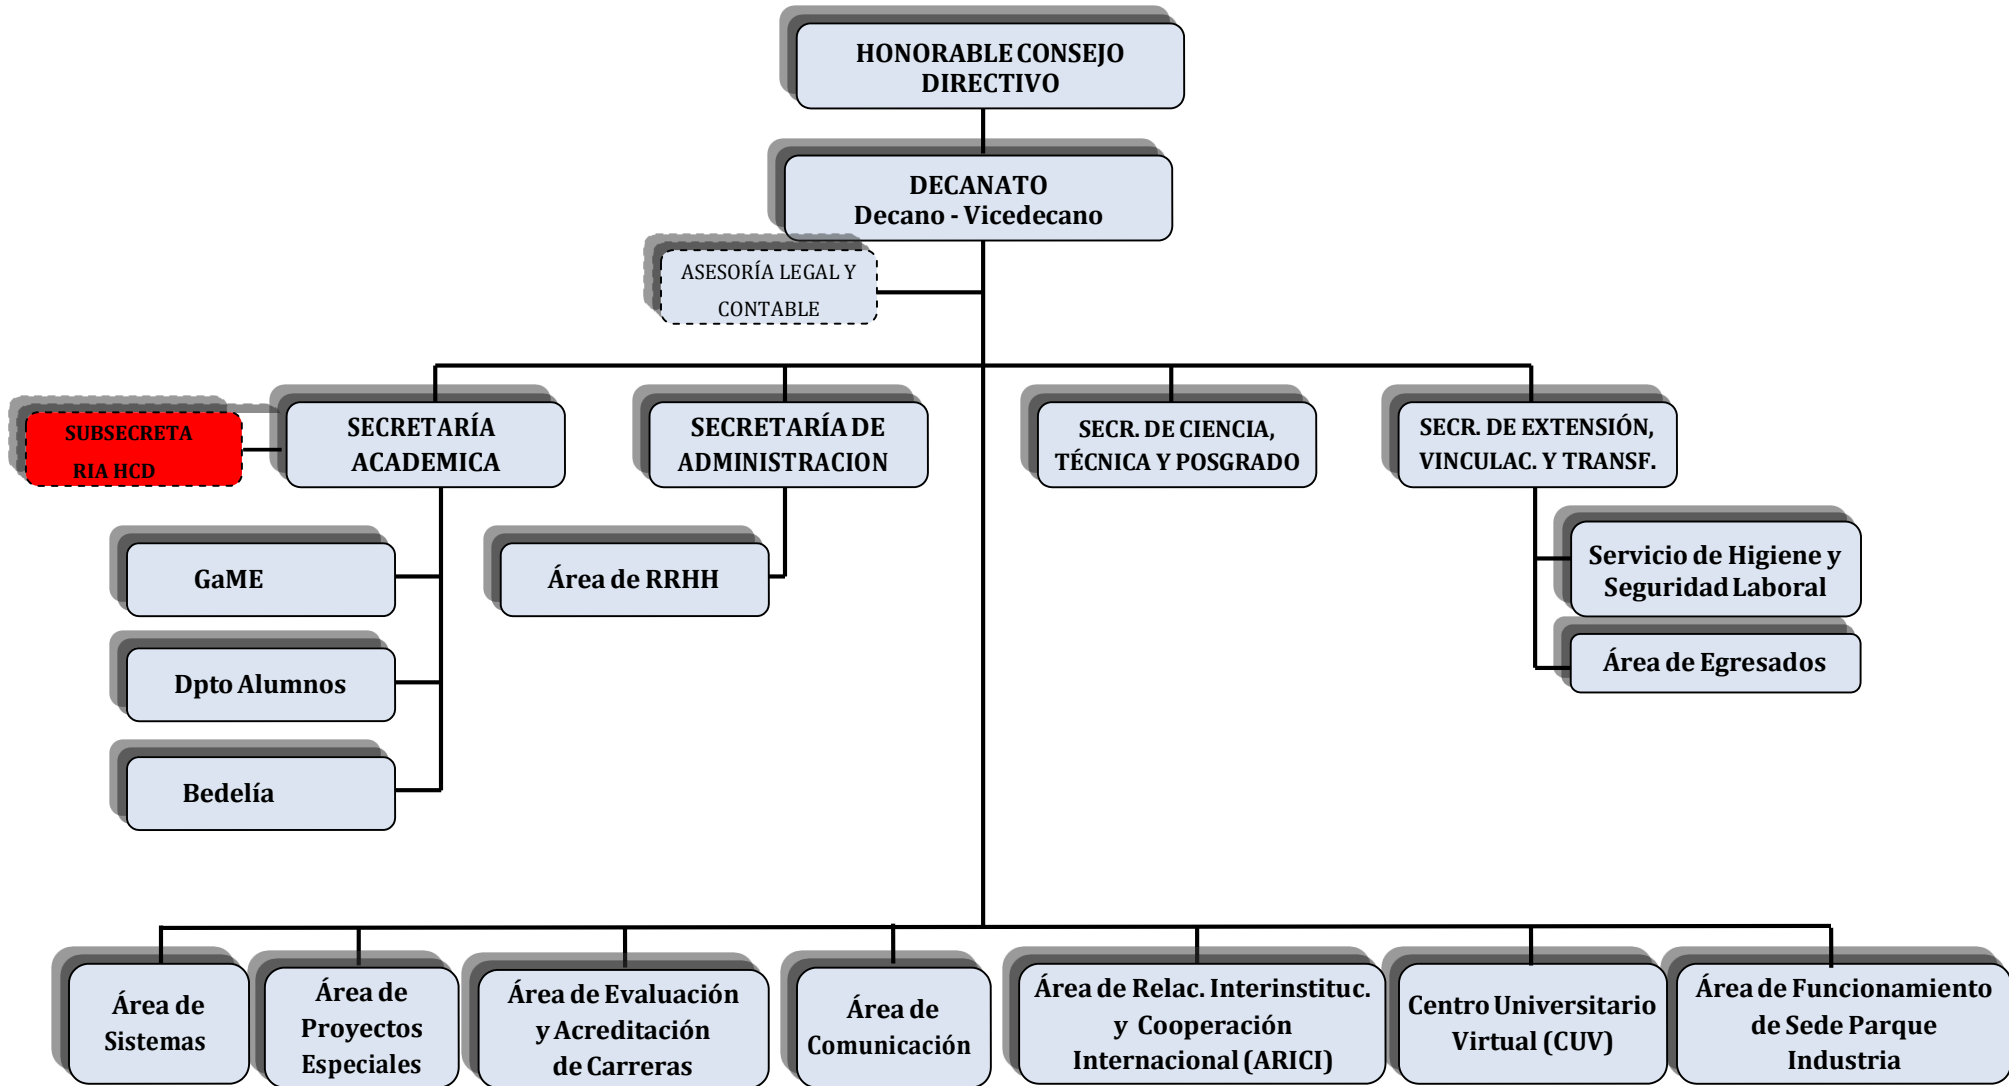 HONORABLE CONSEJO
DIRECTIVO
DECANATO
Decano - Vicedecano
ASESORÍA LEGAL Y
CONTABLE
SUBSECRETA
RIA HCD
SECRETARÍA
ACADEMICA
SECRETARÍA DE
ADMINISTRACION
SECR. DE CIENCIA,
TÉCNICA Y POSGRADO
SECR. DE EXTENSIÓN,
VINCULAC. Y TRANSF.
GaME
Dpto Alumnos
Bedelía
Área de RRHH
Servicio de Higiene y
Seguridad Laboral
Área de Egresados
Área de
Sistemas
Área de
Proyectos
Especiales
Área de Evaluación
y Acreditación
de Carreras
Área de
Comunicación
Área de Relac. Interinstituc.
y Cooperación
Internacional (ARICI)
Centro Universitario
Virtual (CUV)
Área de Funcionamiento
de Sede Parque
Industria